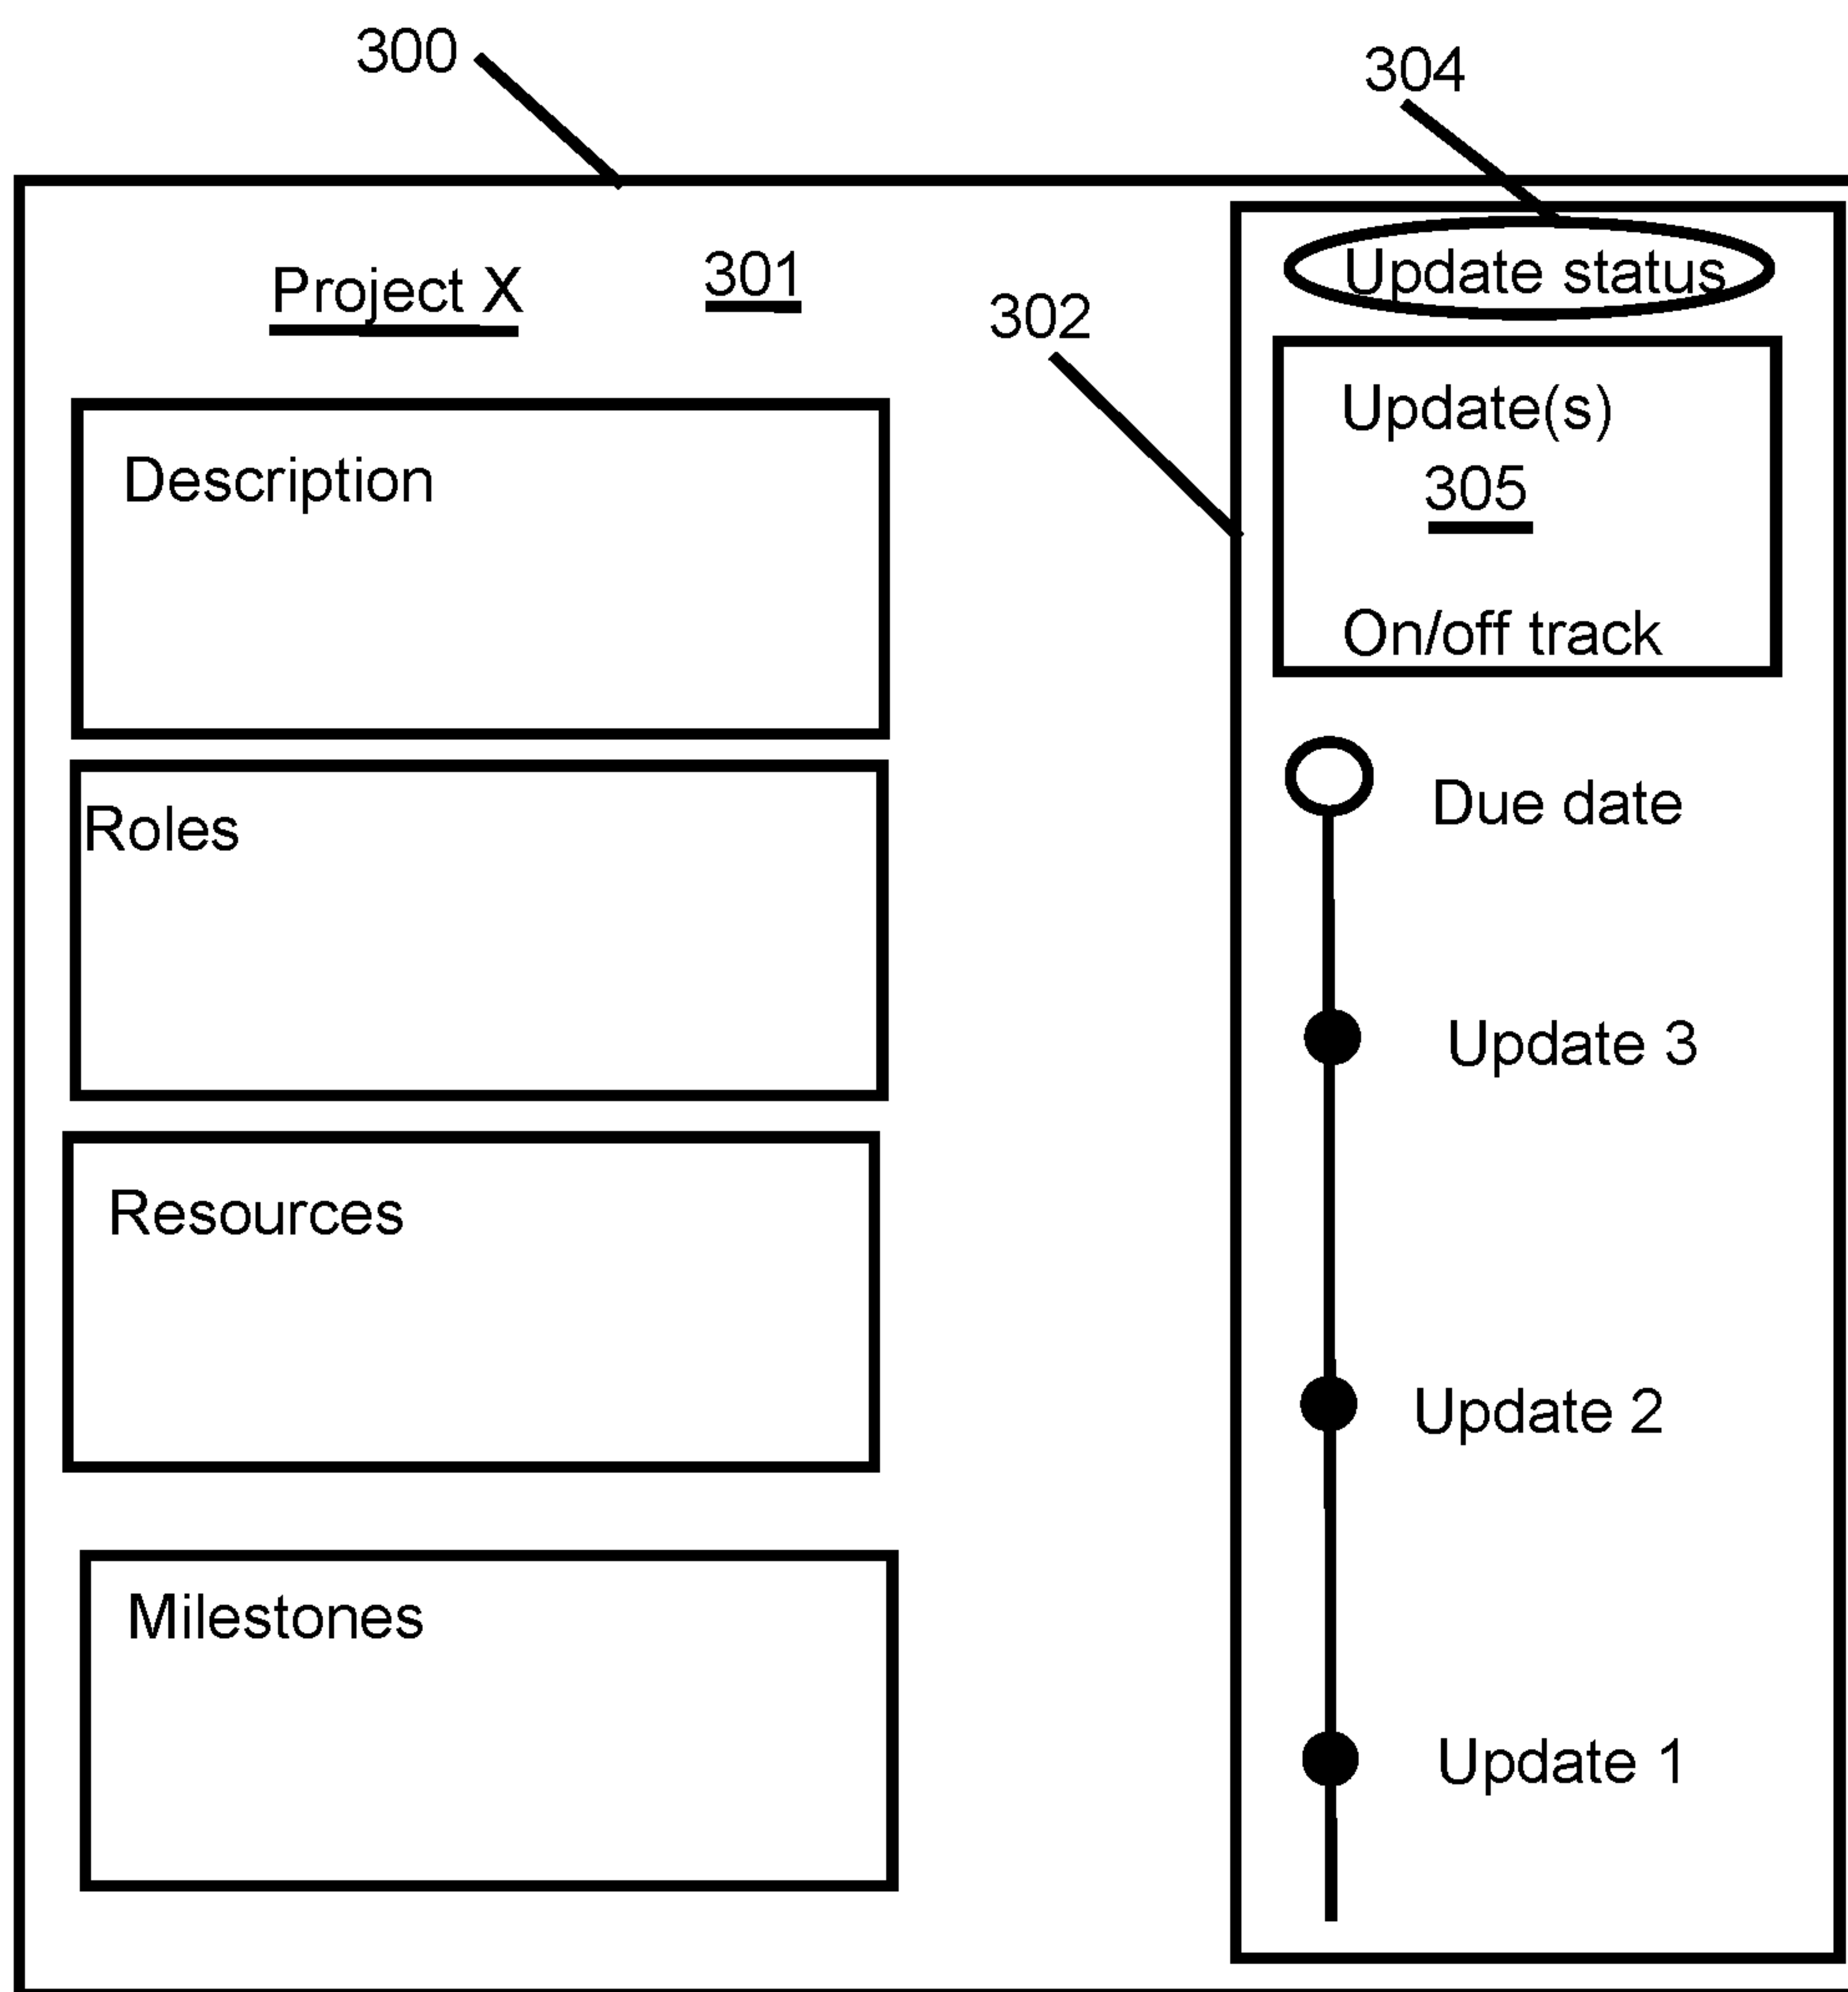 300
304
Project X
301
302
Description
Roles
Resources
Milestones
Update status
Update(s)
305
On/off track
Due date
Update 3
Update 2
Update 1